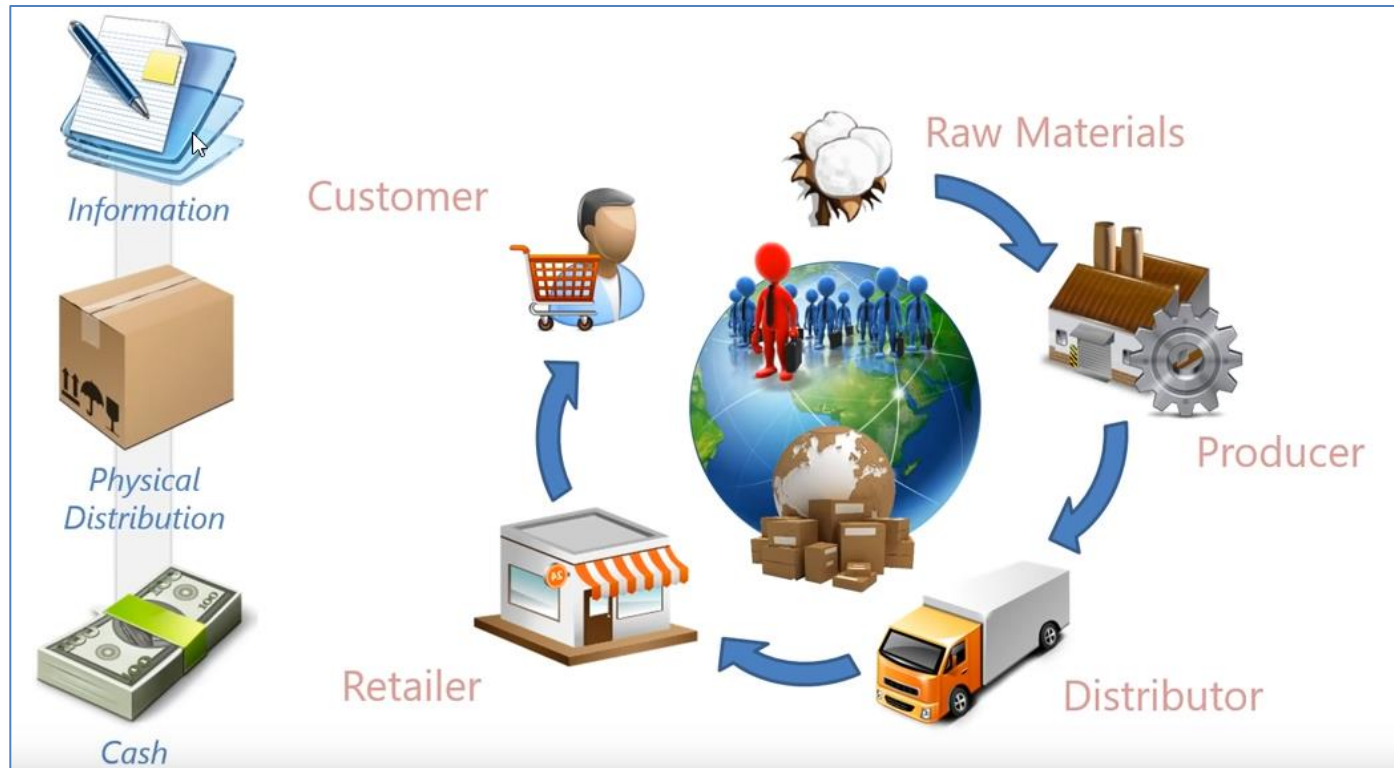 Information
Physical
Distribution
Cash
Customer
Raw Materials
Producer
Distributor
Retailer